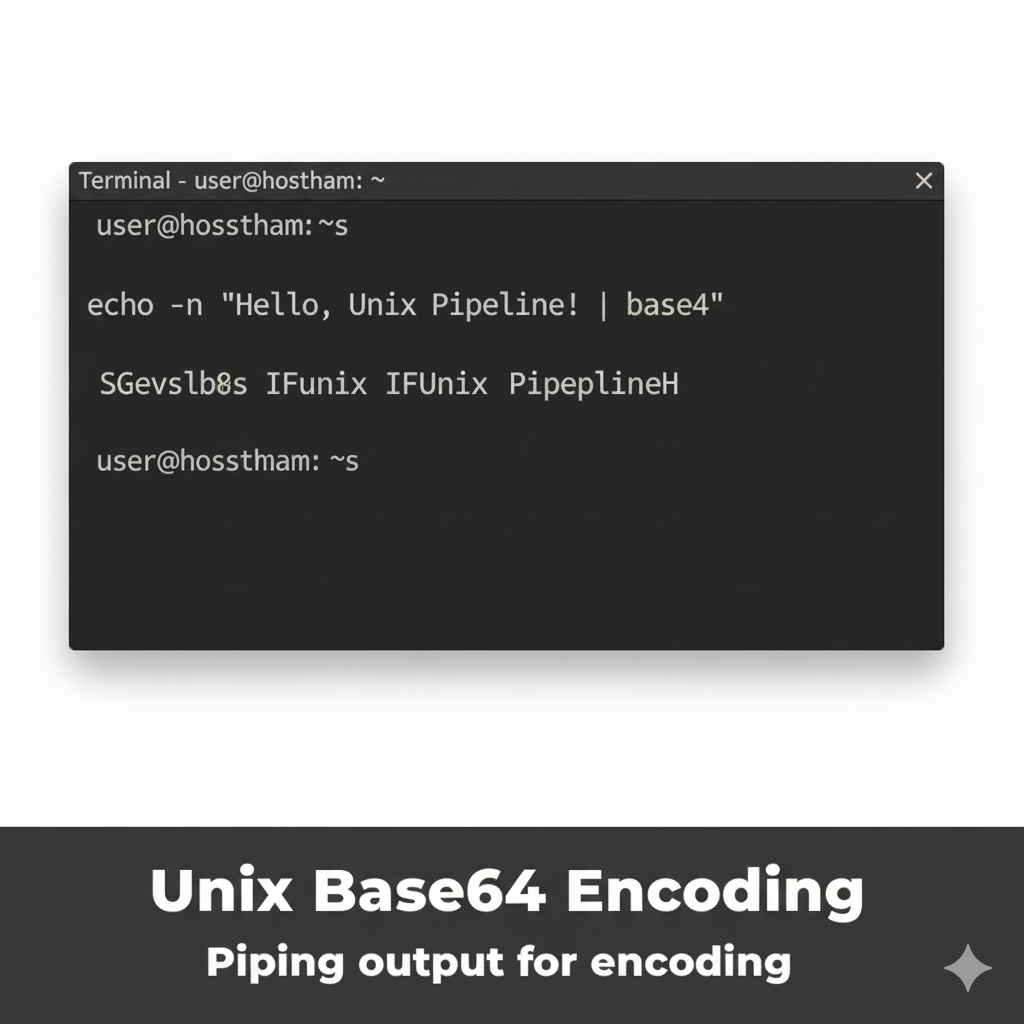 Terminal - user@hostham: ~
user@hosstham:~s
echo -n "Hello, Unix Pipeline! | base4"
SGevslb8s IFunix IFUnix PipeplineH
user@hossthmam: ~s
Unix Base64 Encoding
Piping output for encoding